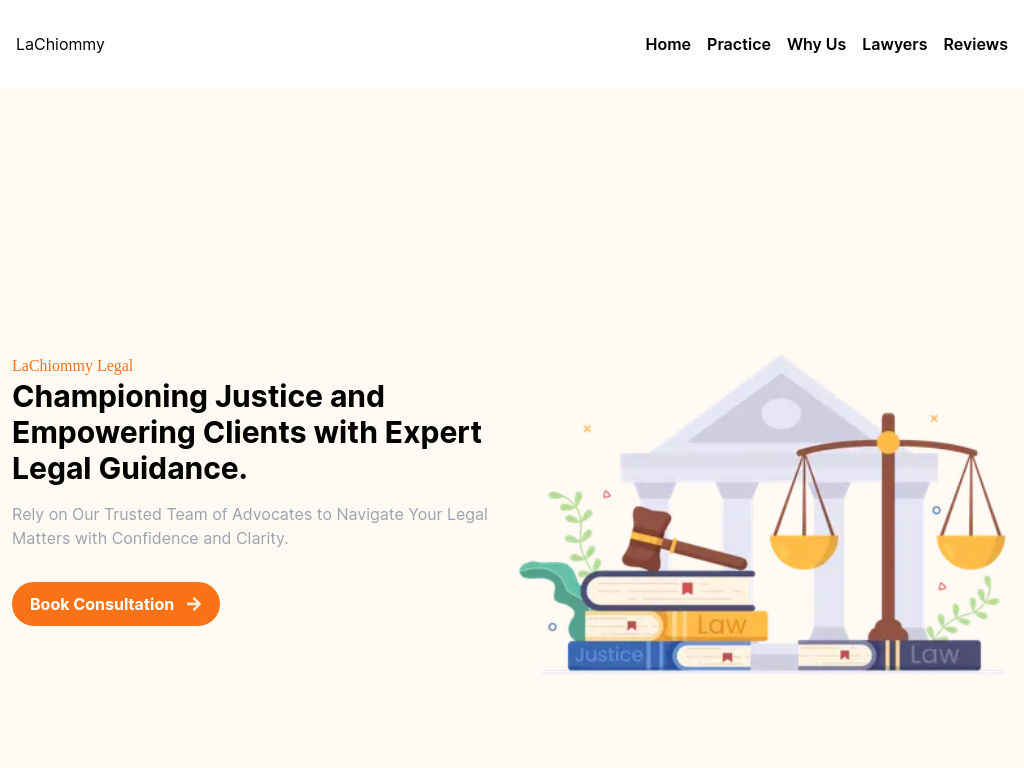 LaChiommy
Home Practice Why Us Lawyers Reviews
LaChiommy Legal
Championing Justice and
Empowering Clients with Expert
Legal Guidance.
Rely on Our Trusted Team of Advocates to Navigate Your Legal
Matters with Confidence and Clarity.
Book Consultation
Law
Justice
Law